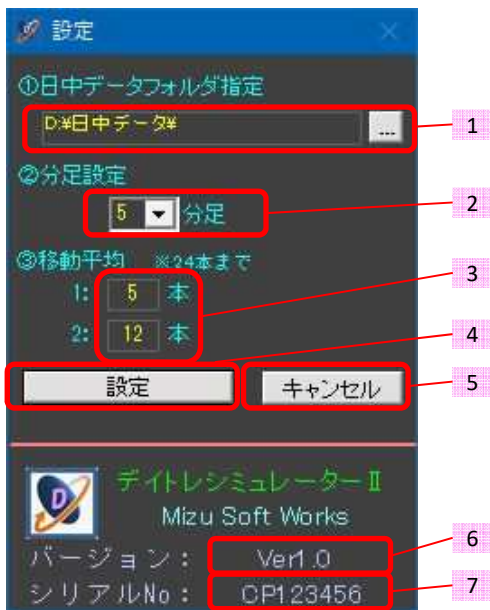 設定
①日中データフォルダ指定
D:¥日中データ¥ ... 1
②分足設定
5 分足 2
③移動平均 ※24本まで
1: 5 本 3
2: 12 本
4
設定 キャンセル 5
デイトレシミュレーターⅡ
D Mizu Soft Works
バージョン： Ver1.0 6
シリアルNo： CP123456 7